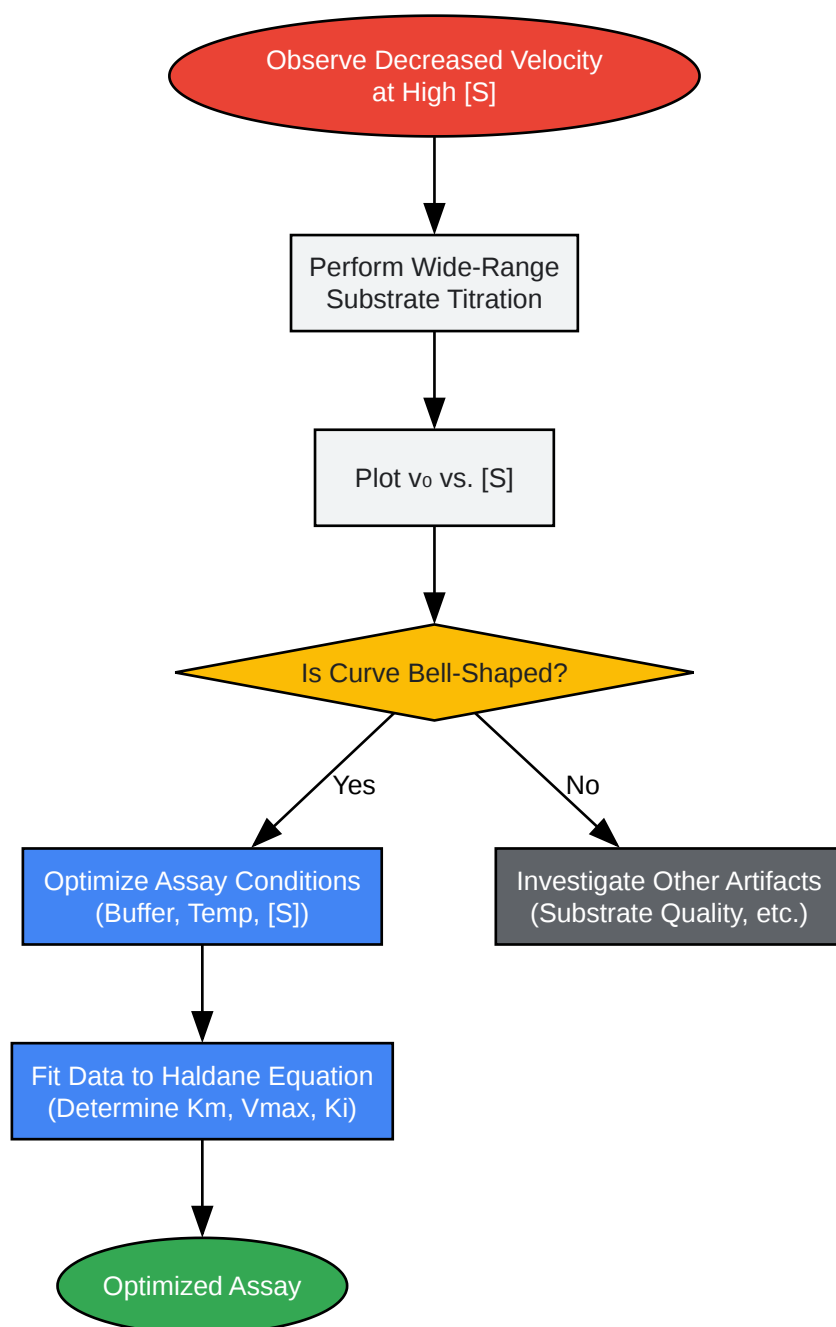 Observe Decreased Velocity
at High [S]
Perform Wide-Range
Substrate Titration
Plot v₀ vs. [S]
Is Curve Bell-Shaped?
Yes
No
Optimize Assay Conditions
(Buffer, Temp, [S])
Investigate Other Artifacts
(Substrate Quality, etc.)
Fit Data to Haldane Equation
(Determine Km, Vmax, Ki)
Optimized Assay